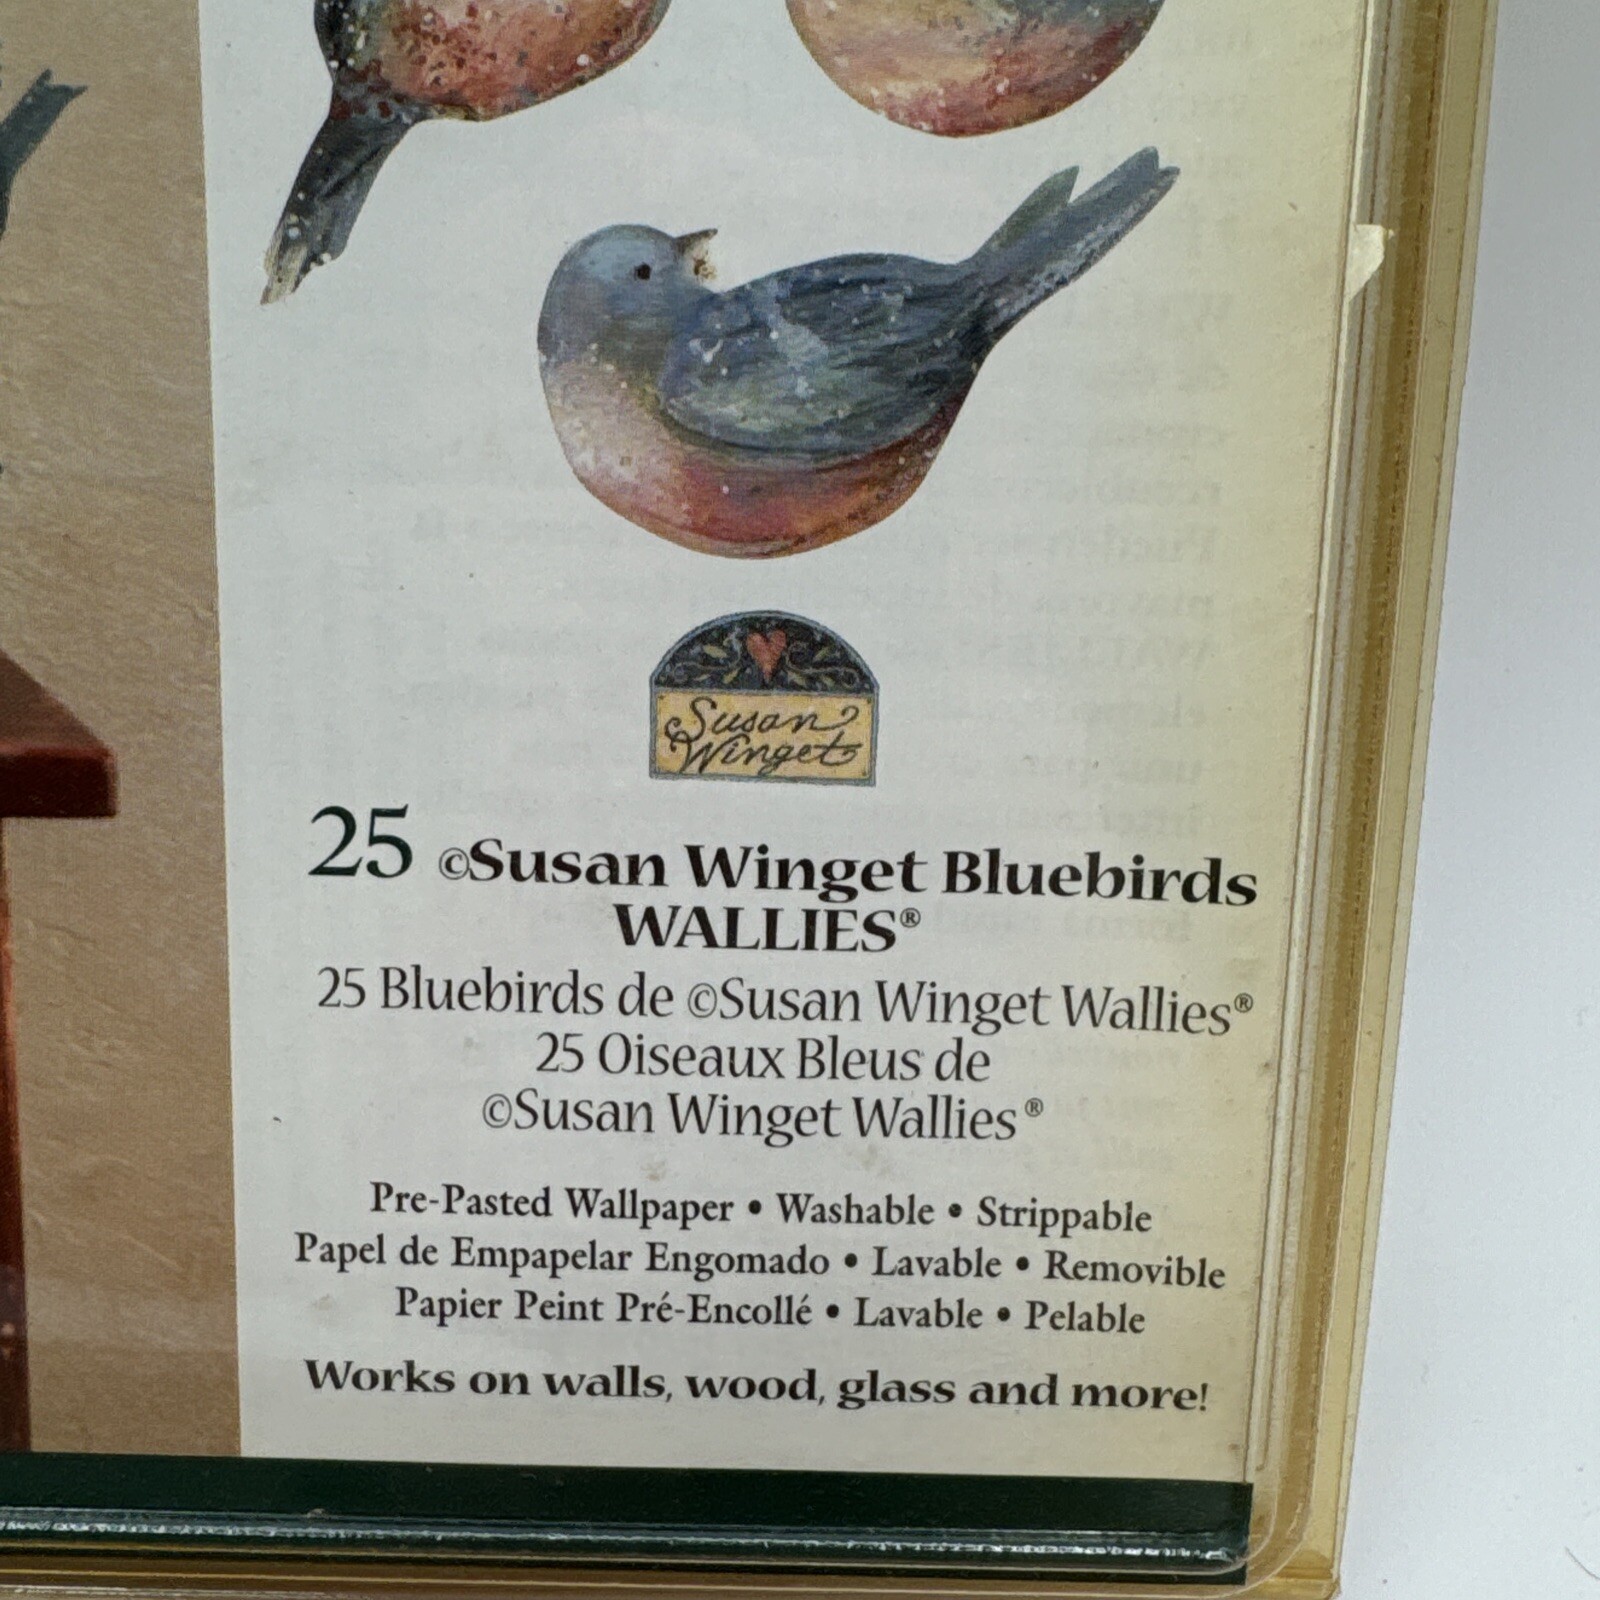 Susan
Winget
25 ©Susan Winget Bluebirds
WALLIES®
25 Bluebirds de ©Susan Winget Wallies®
25 Oiseaux Bleus de
©Susan Winget Wallies®
Pre-Pasted Wallpaper • Washable • Strippable
Papel de Empapelar Engomado • Lavable • Removible
Papier Peint Pré-Encollé • Lavable • Pelable
Works on walls, wood, glass and more!